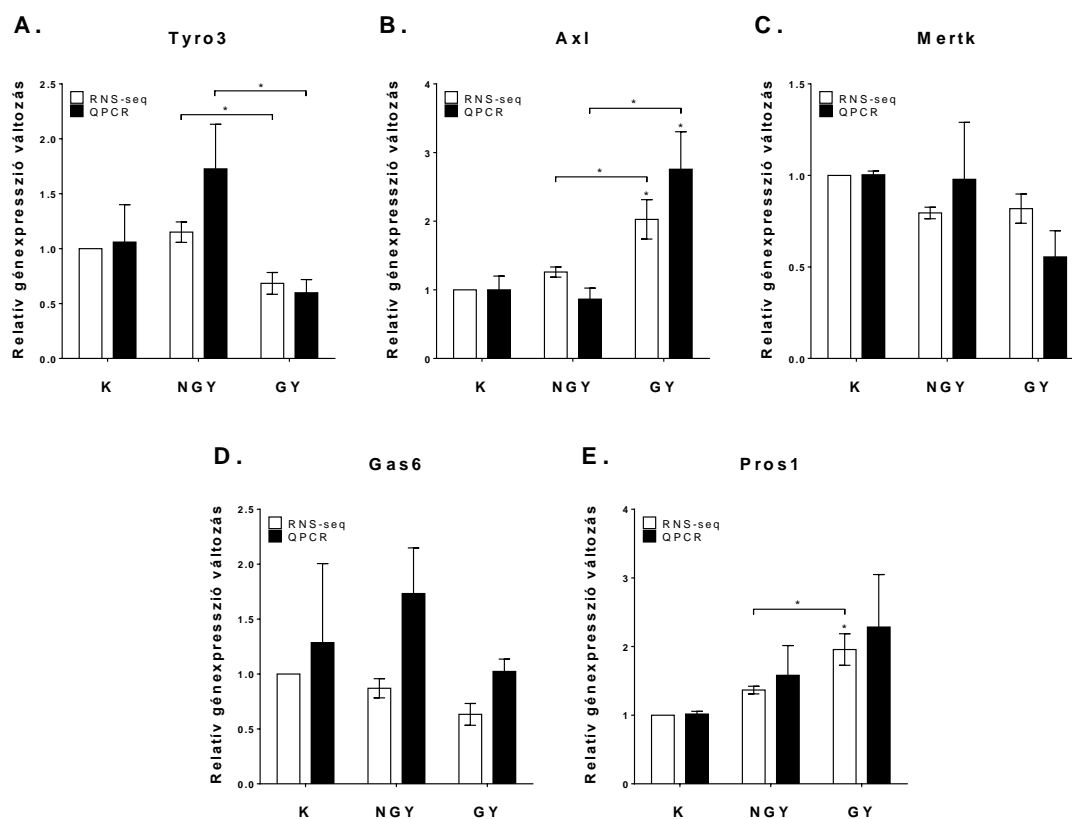 A.
Tyro3
Relatív génexpresszió változás
2.5
2.0
1.5
1.0
0.5
0.0
RNS-seq
QPCR
*
*
K NGY GY
B.
Axl
Relatív génexpresszió változás
4
3
2
1
0
RNS-seq
QPCR
*
*
*
*
K NGY GY
C.
Mertk
Relatív génexpresszió változás
1.5
1.0
0.5
0.0
RNS-seq
QPCR
K NGY GY
D.
Gas6
Relatív génexpresszió változás
2.5
2.0
1.5
1.0
0.5
0.0
RNS-seq
QPCR
K NGY GY
E.
Pros1
Relatív génexpresszió változás
4
3
2
1
0
RNS-seq
QPCR
*
*
K NGY GY